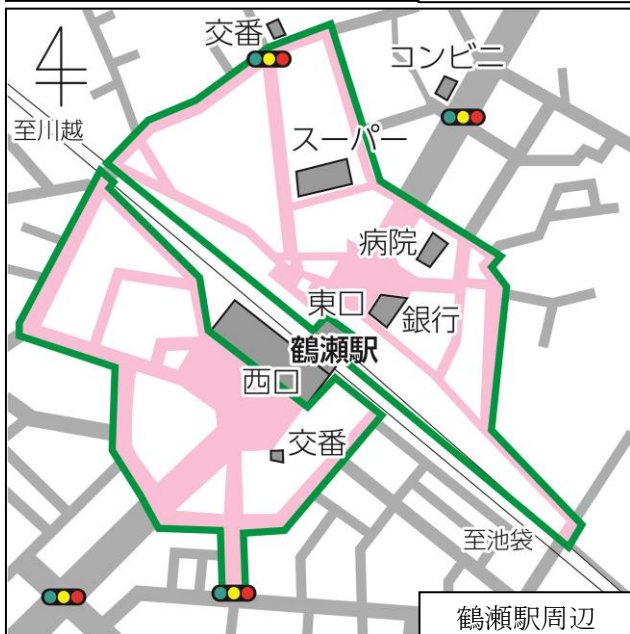 交番
コンビニ
至川越
スーパー
病院
東口
銀行
鶴瀬駅
西口
交番
至池袋
鶴瀬駅周辺